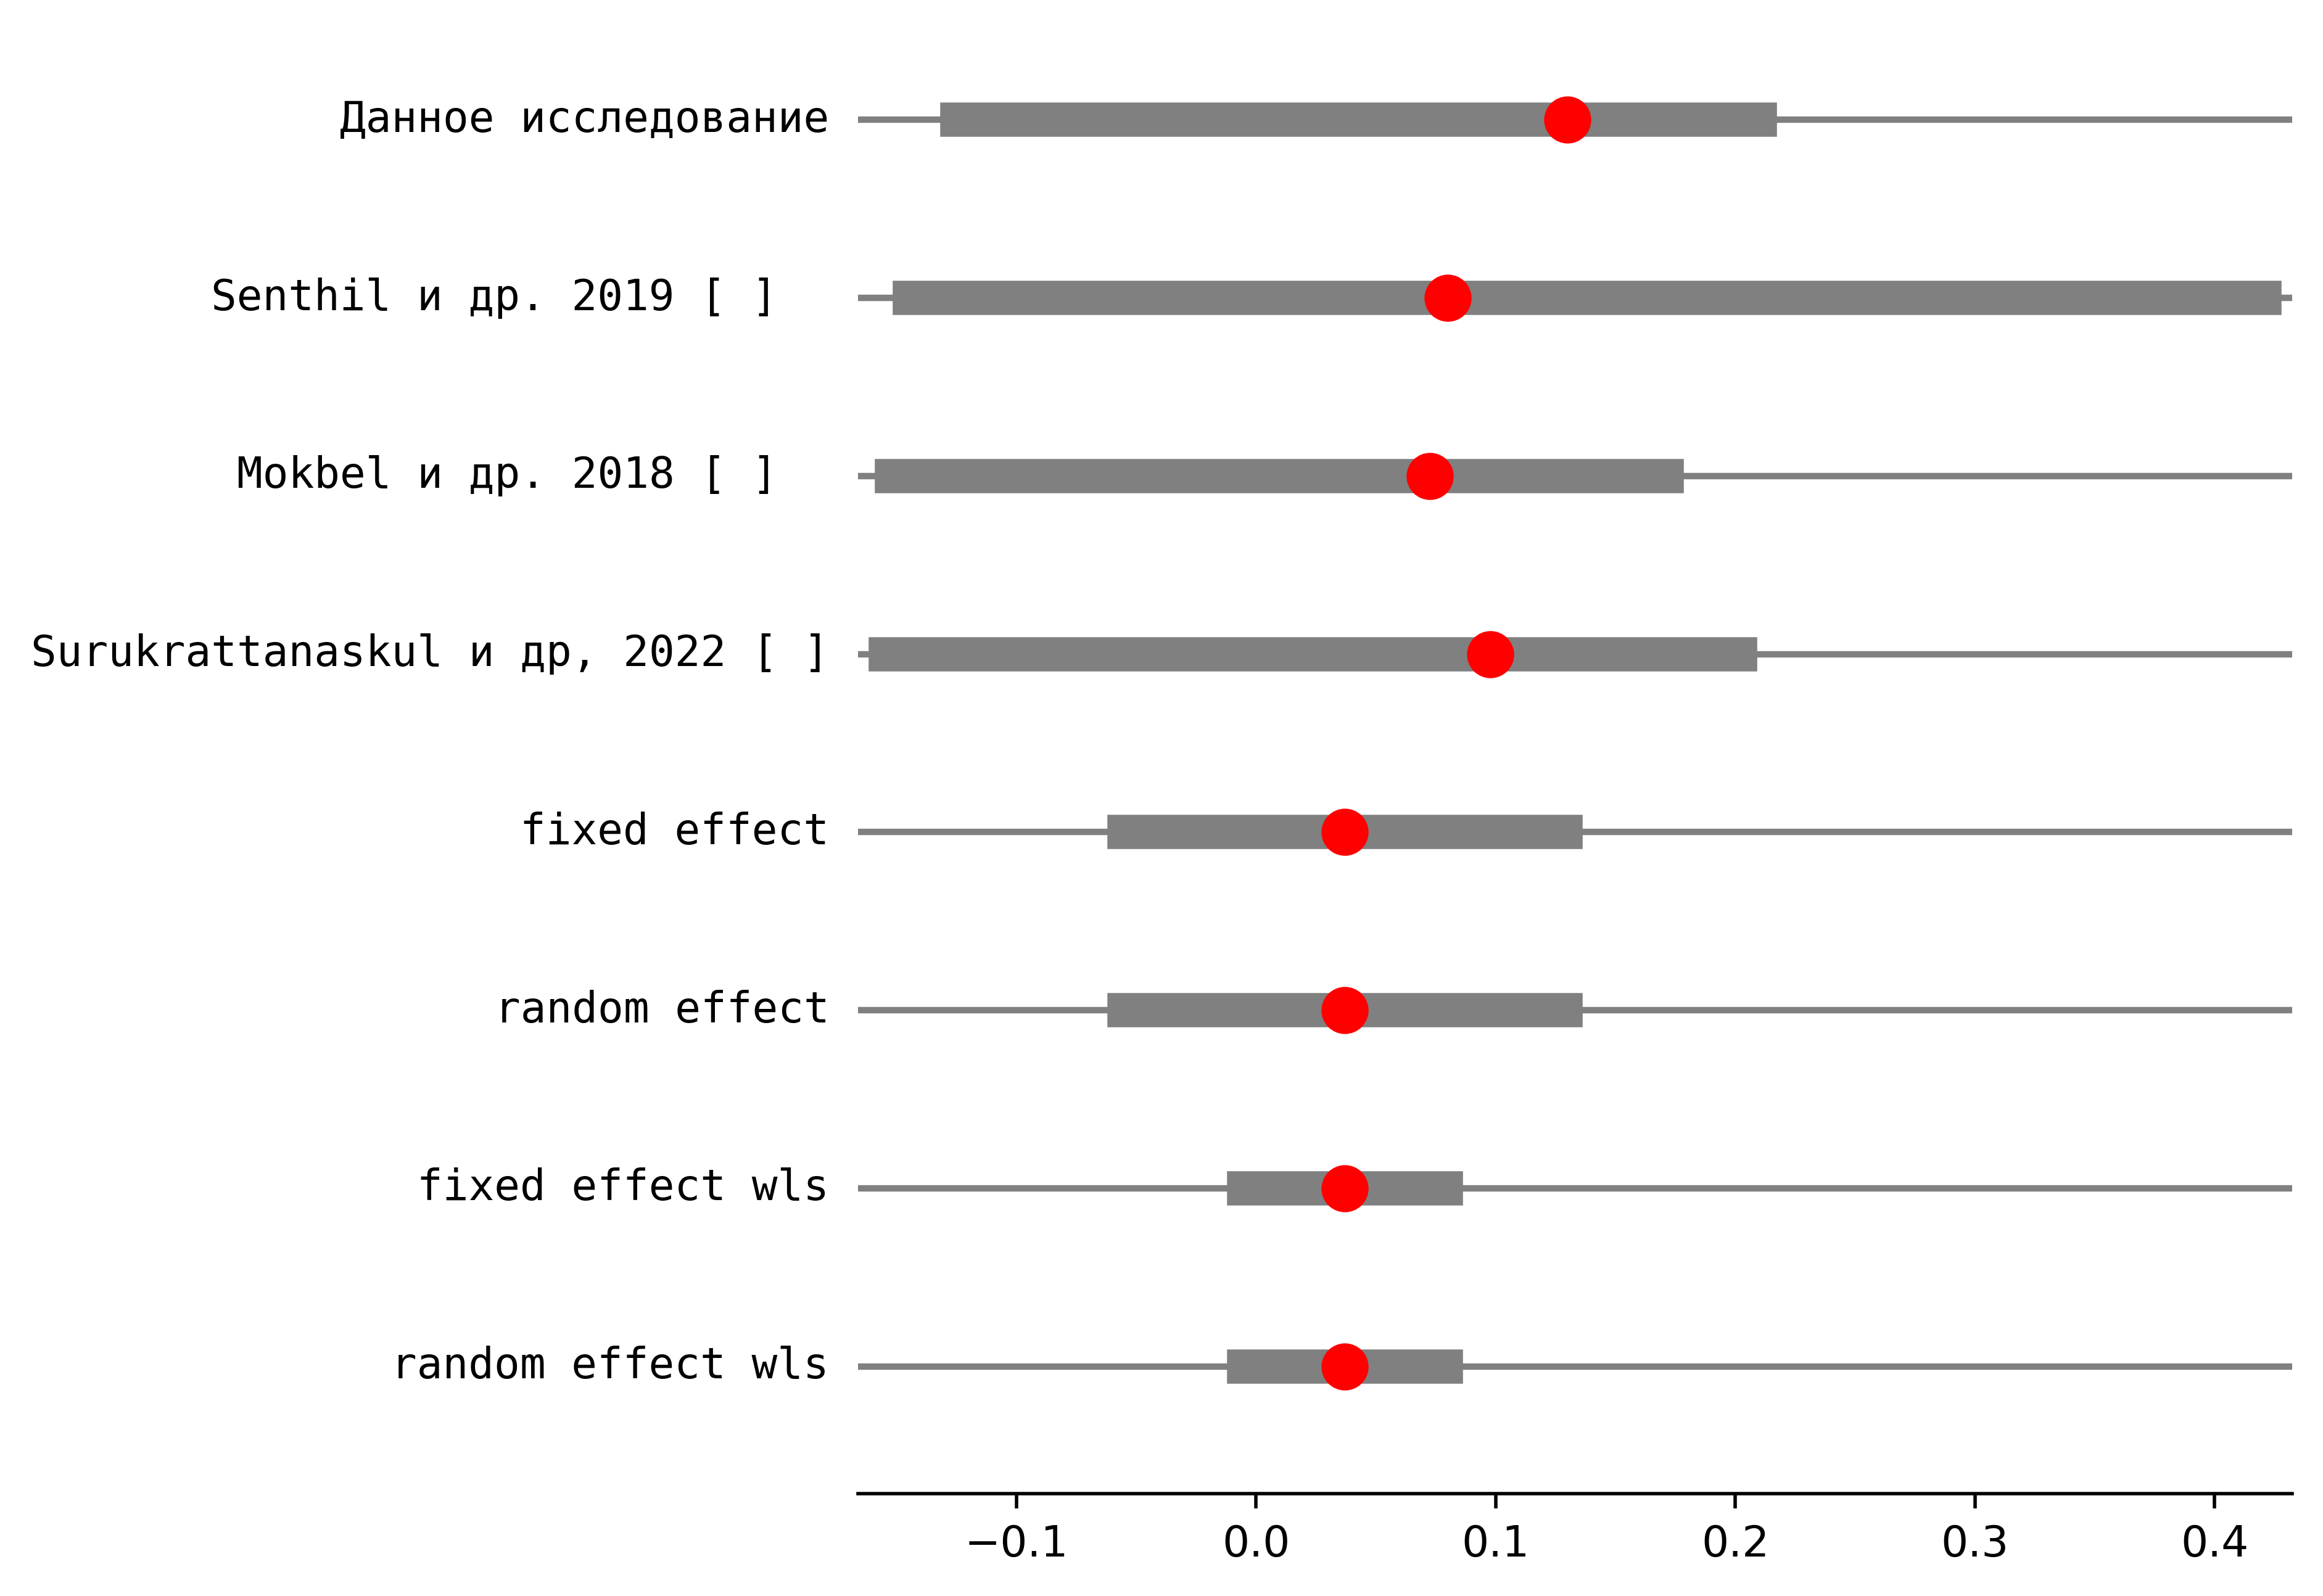 Данное исследование
Senthil и др. 2019 [ ]
Mokbel и др. 2018 [ ]
Surukrattanaskul и др, 2022 [ ]
fixed effect
random effect
fixed effect wls
random effect wls
−0.1 0.0 0.1 0.2 0.3 0.4